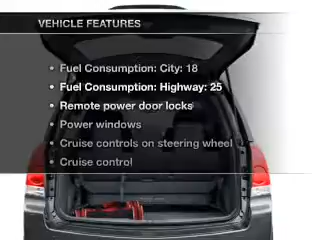 VEHICLE FEATURES
• Fuel Consumption: City: 18
• Fuel Consumption: Highway: 25
• Remote power door locks
• Power windows
• Cruise controls on steering wheel
• Cruise control